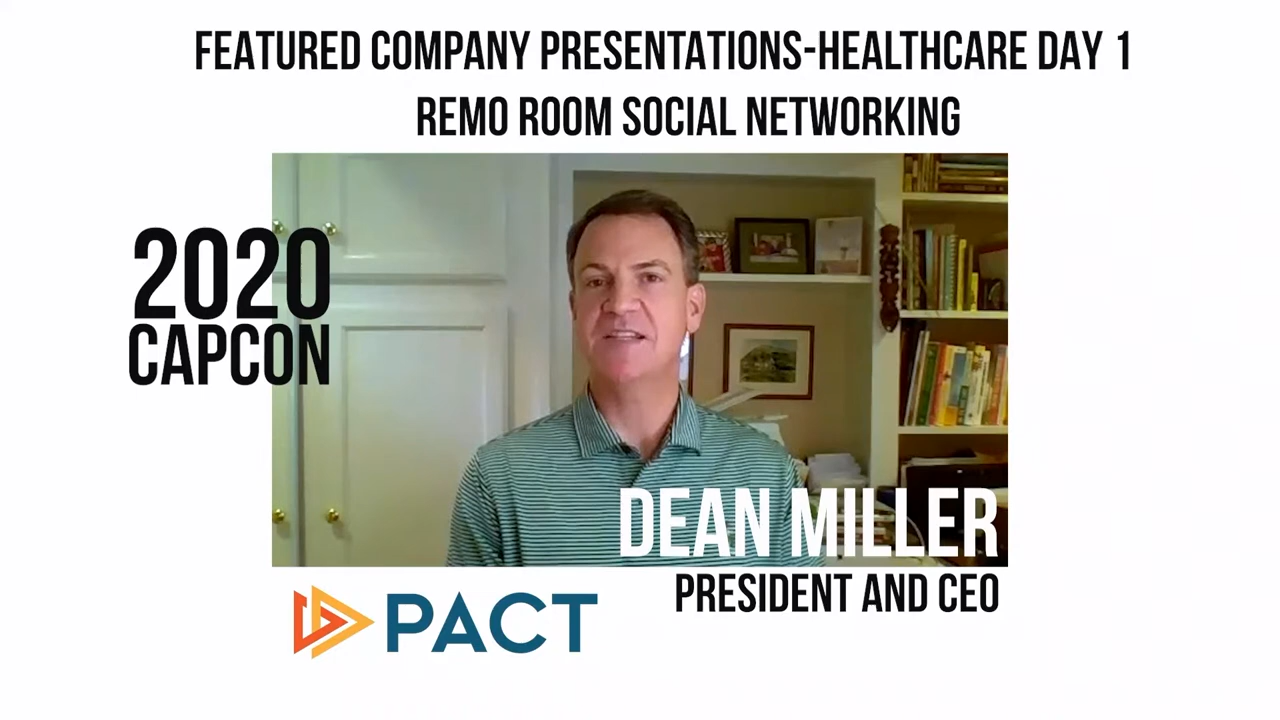 FEATURED COMPANY PRESENTATIONS-HEALTHCARE DAY 1
REMO ROOM SOCIAL NETWORKING
2020
CAPCON
DEAN MILLER
PRESIDENT AND CEO
PACT